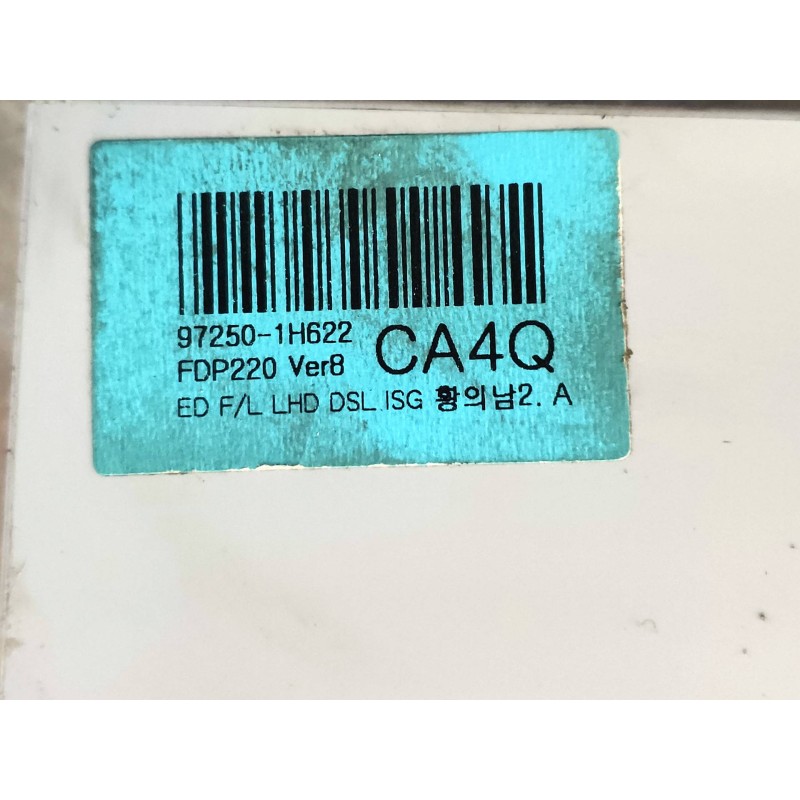 97250-1H622
FDP220 Ver8 CA4Q
ED F/L LHD DSL ISG 황의남2. A